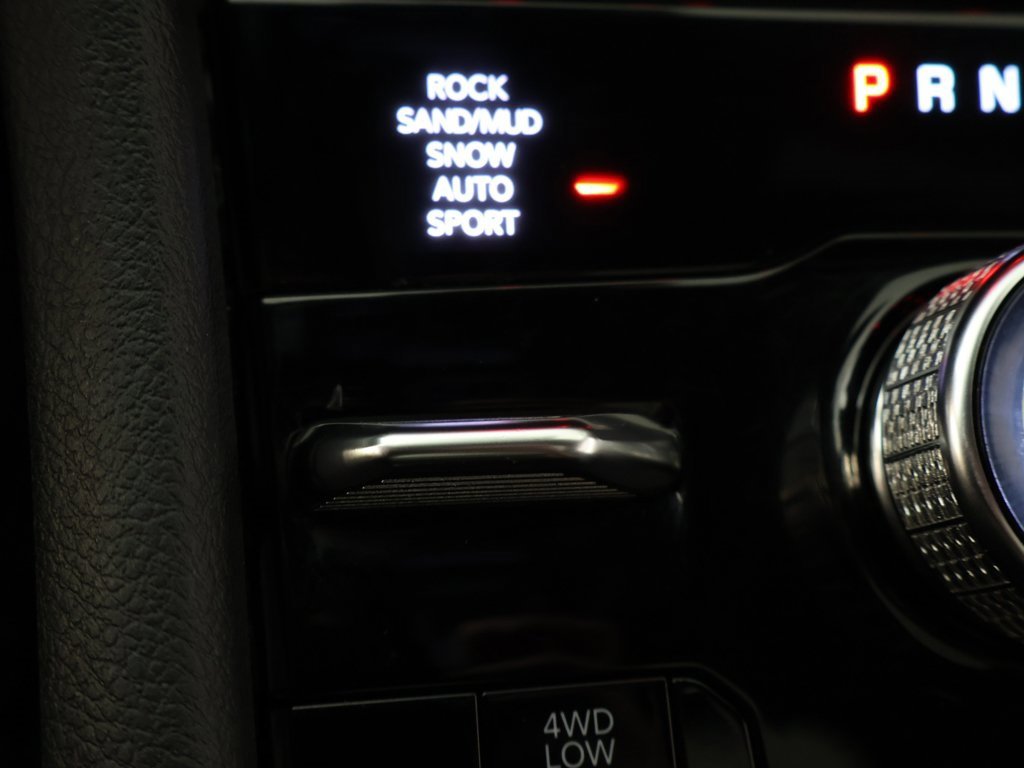 ROCK
SAND/MUD
SNOW
AUTO
SPORT
P R N
4WD
LOW